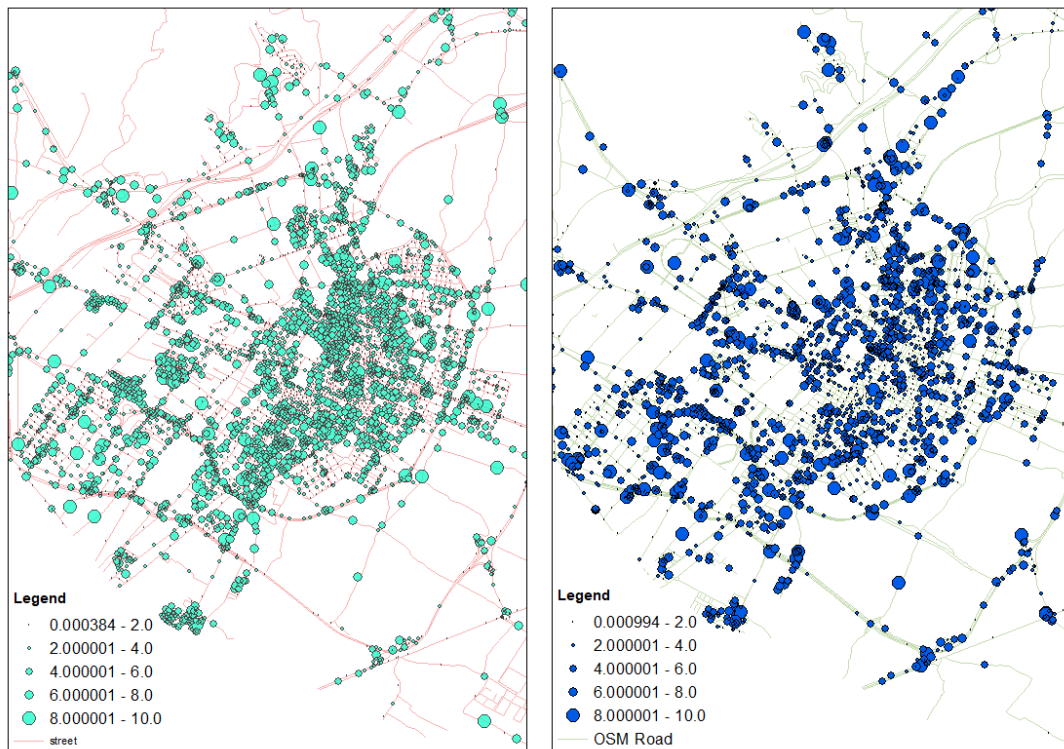 Legend
0.000384 - 2.0
2.000001 - 4.0
4.000001 - 6.0
6.000001 - 8.0
8.000001 - 10.0
street
Legend
0.000994 - 2.0
2.000001 - 4.0
4.000001 - 6.0
6.000001 - 8.0
8.000001 - 10.0
OSM Road